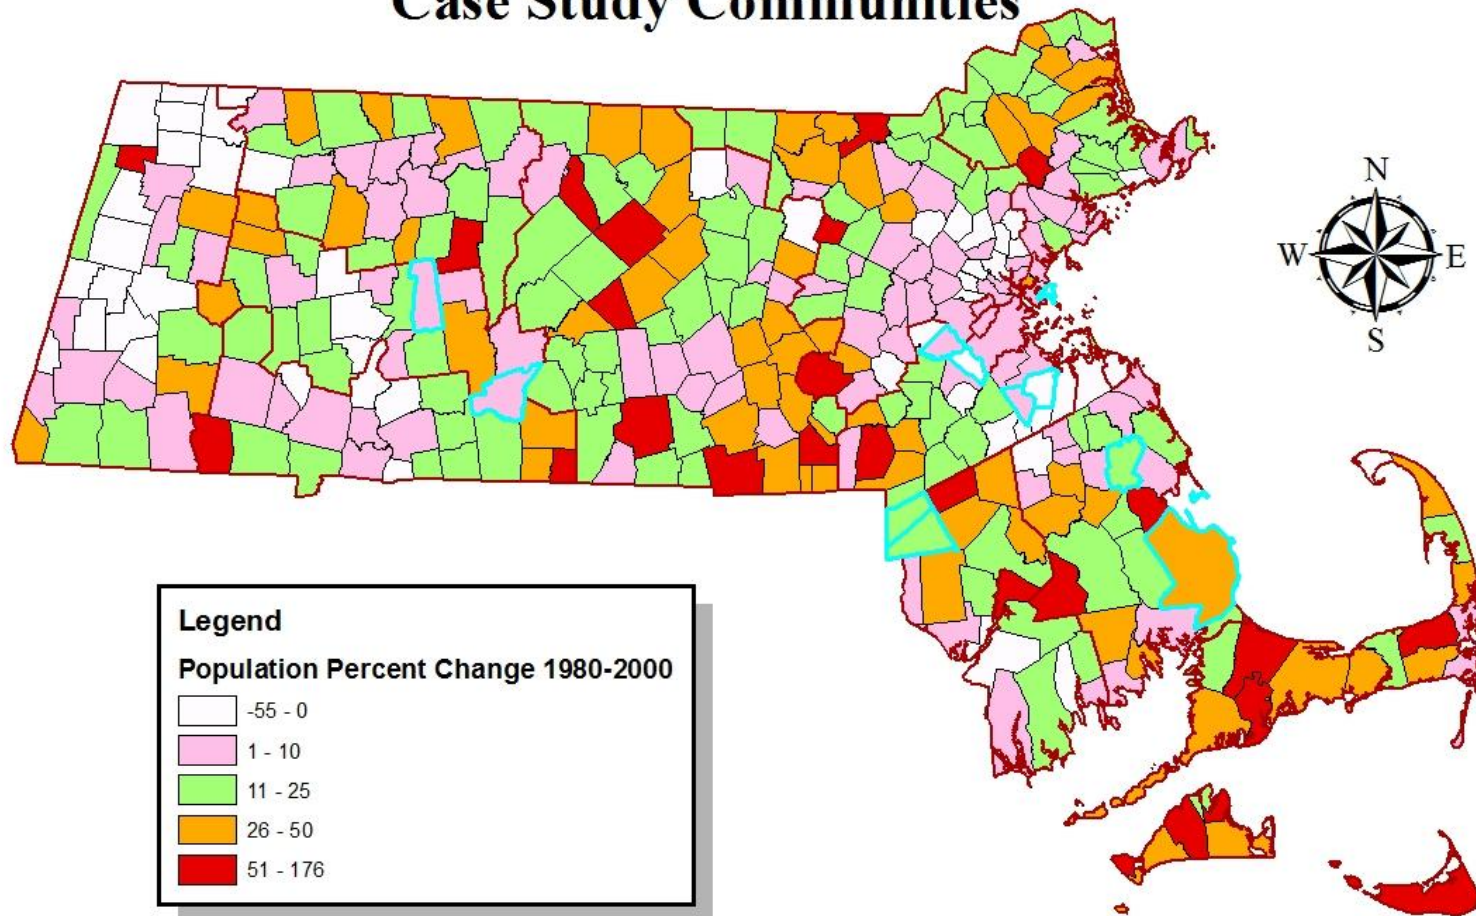 Case Study Communities
N
W E
S
Legend
Population Percent Change 1980-2000
-55 - 0
1 - 10
11 - 25
26 - 50
51 - 176